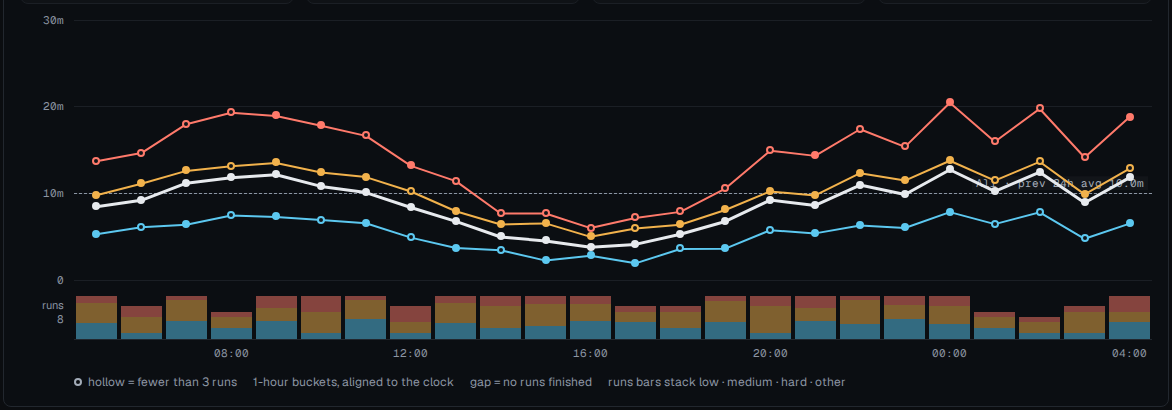 30m
20m
10m
prev 24h avg 10.0m
0
runs
8
08:00
12:00
16:00
20:00
00:00
04:00
hollow = fewer than 3 runs
1-hour buckets, aligned to the clock
gap = no runs finished
runs bars stack low · medium · hard · other